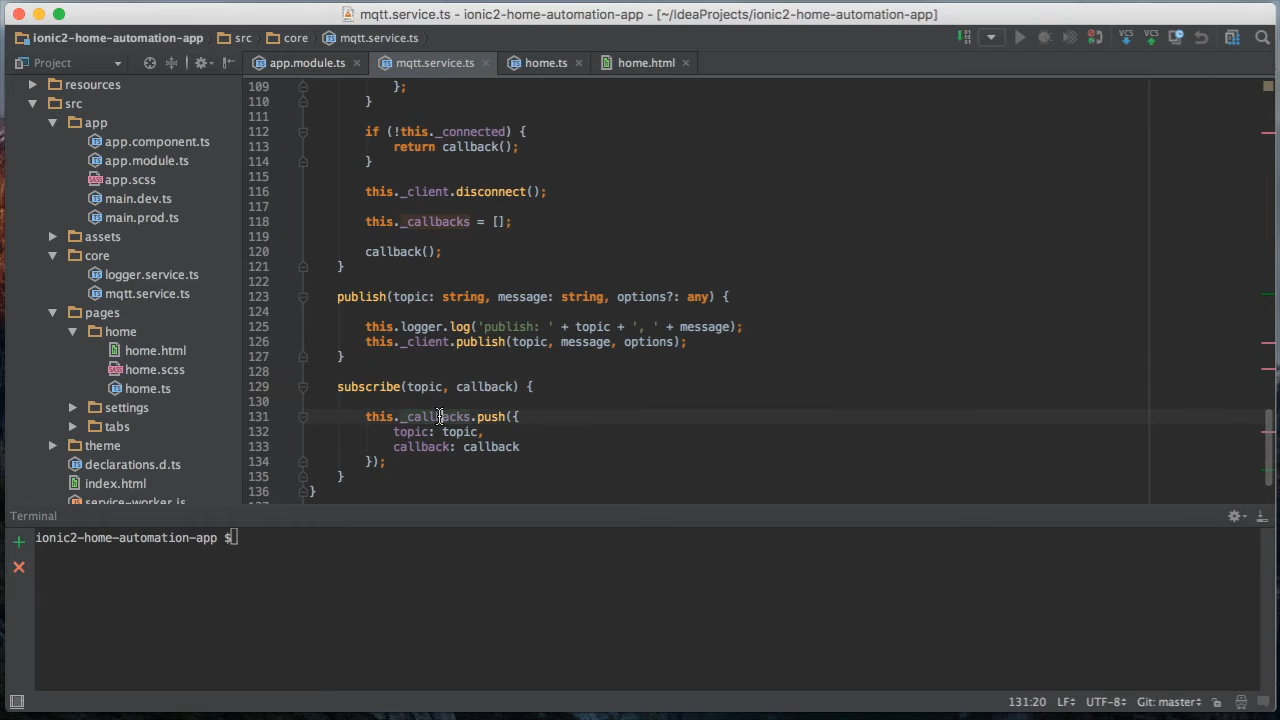 mqtt.service.ts - ionic2-home-automation-app - [~/IdeaProjects/ionic2-home-automation-app]
ionic2-home-automation-app src core mqtt.service.ts
Project
app.module.ts mqtt.service.ts home.ts home.html
resources
src
app
app.component.ts
app.module.ts
app.scss
main.dev.ts
main.prod.ts
assets
core
logger.service.ts
mqtt.service.ts
pages
home
home.html
home.scss
home.ts
settings
tabs
theme
declarations.d.ts
index.html
service-worker.js
109 };
110 }
111
112 if (!this._connected) {
113 return callback();
114 }
115
116 this._client.disconnect();
117
118 this._callbacks = [];
119
120 callback();
121 }
122
123 publish(topic: string, message: string, options?: any) {
124
125 this.logger.log('publish: ' + topic + ', ' + message);
126 this._client.publish(topic, message, options);
127 }
128
129 subscribe(topic, callback) {
130
131 this._callbacks.push({
132 topic: topic,
133 callback: callback
134 });
135 }
136 }
Terminal
ionic2-home-automation-app $
131:20 LF÷ UTF-8÷ Git: master÷